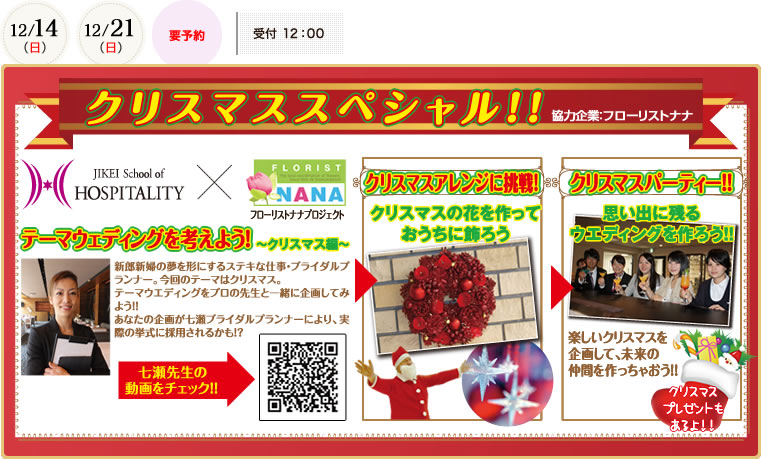 12/14
(日)
12/21
(日)
要予約
受付 12：00
クリスマススペシャル!!
協力企業:フローリストナナ
JIKEI School of
HOSPITALITY
×
FLORIST
NANA
フローリストナナプロジェクト
テーマウェディングを考えよう! ～クリスマス編～
新郎新婦の夢を形にするステキな仕事・ブライダルプ
ランナー。今回のテーマはクリスマス。
テーマウエディングをプロの先生と一緒に企画してみ
よう!!
あなたの企画が七瀬ブライダルプランナーにより、実
際の挙式に採用されるかも!?
七瀬先生の
動画をチェック!!
クリスマスアレンジに挑戦!
クリスマスの花を作って
おうちに飾ろう
クリスマスパーティー!!
思い出に残る
ウエディングを作ろう!!
楽しいクリスマスを
企画して、未来の
仲間を作っちゃおう!!
クリスマス
プレゼントも
あるよ!!